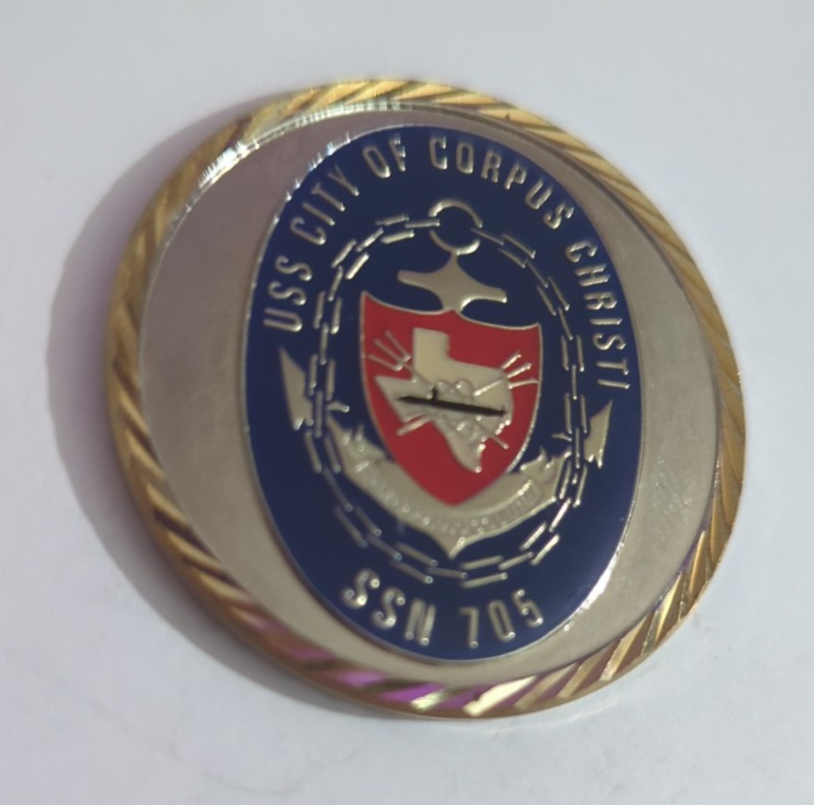 USS CITY OF CORPUS CHRISTI
SSN 705